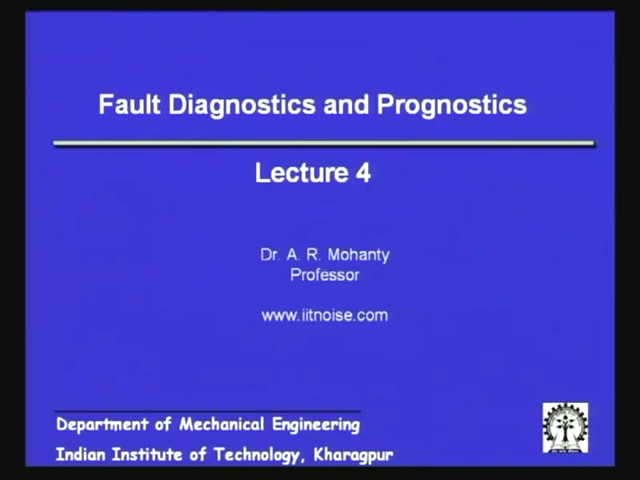 Fault Diagnostics and Prognostics
Lecture 4
Dr. A. R. Mohanty
Professor
www.iitnoise.com
Department of Mechanical Engineering
Indian Institute of Technology, Kharagpur